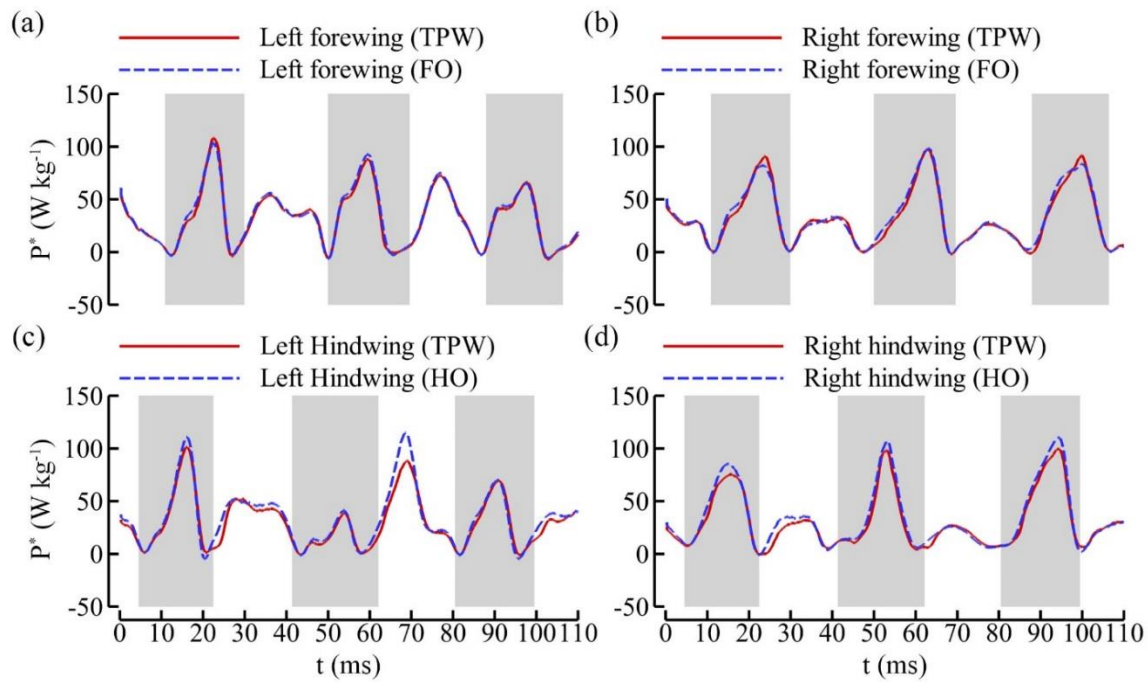 (a)
Left forewing (TPW)
Left forewing (FO)
150
100
50
0
-50
P* (W kg-1)
(b)
Right forewing (TPW)
Right forewing (FO)
150
100
50
0
-50
(c)
Left Hindwing (TPW)
Left Hindwing (HO)
150
100
50
0
-50
P* (W kg-1)
0 10 20 30 40 50 60 70 80 90 100 110
t (ms)
(d)
Right hindwing (TPW)
Right hindwing (HO)
150
100
50
0
-50
0 10 20 30 40 50 60 70 80 90 100 110
t (ms)